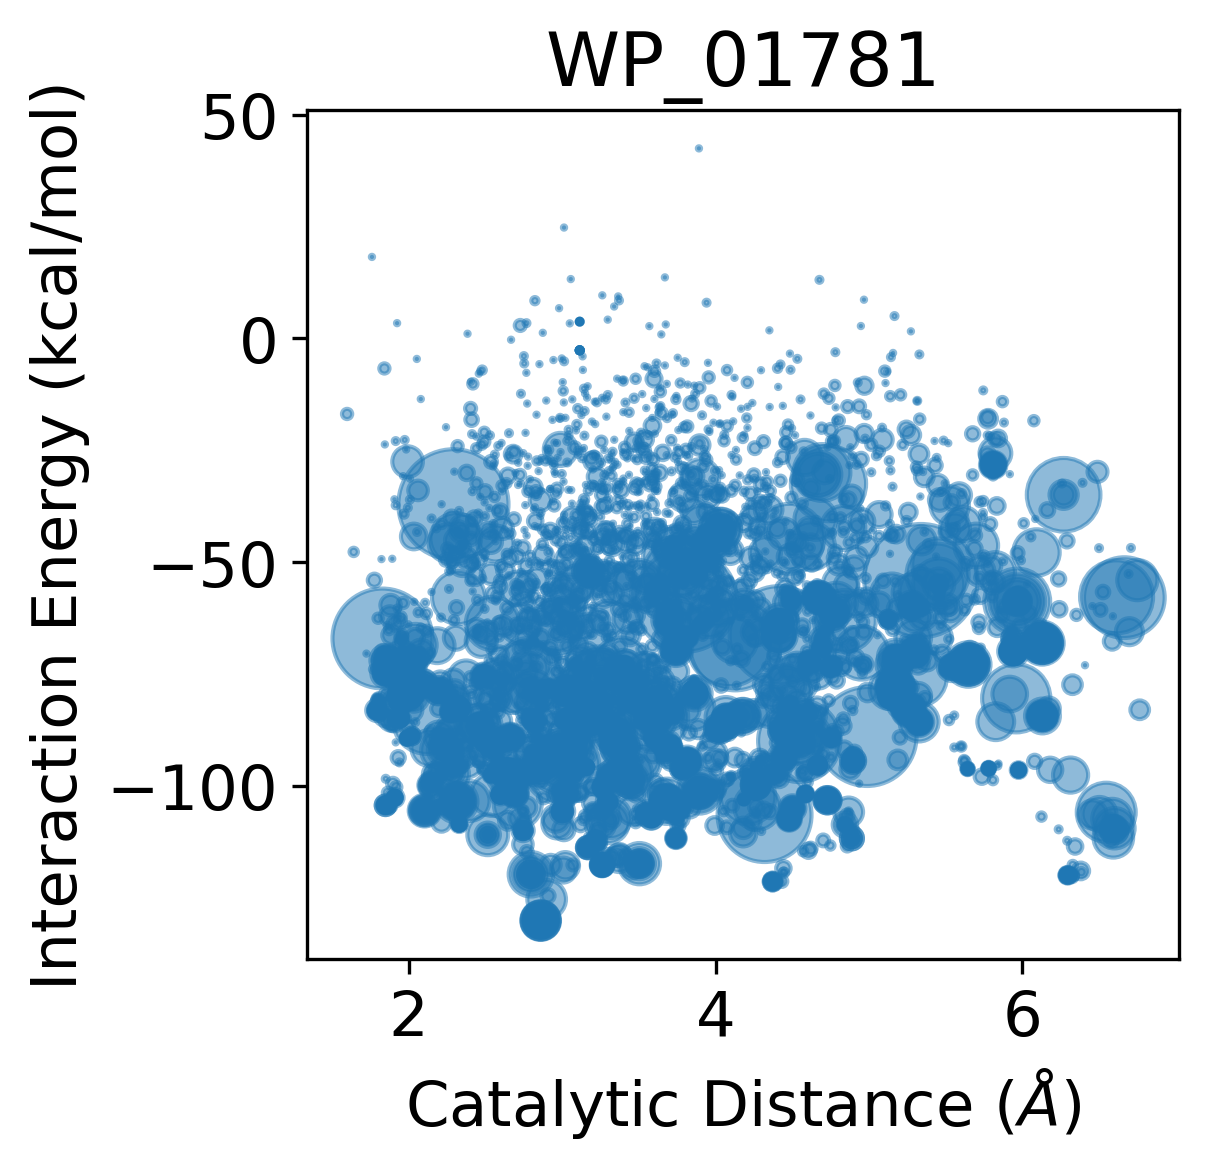 WP_01781
Interaction Energy (kcal/mol)
50
0
−50
−100
2 4 6
Catalytic Distance (Å)